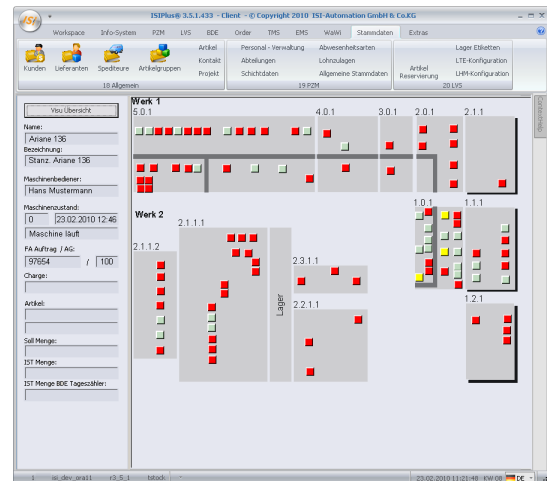 ISIPlus® 3.5.1.433 - Client - © Copyright 2010 ISI-Automation GmbH & Co.KG
ISI
Workspace Info-System PZM LVS BDE Order TMS EMS WaWi Stammdaten Extras
Kunden Lieferanten Spediteure Artikelgruppen
Artikel
Kontakt
Projekt
18 Allgemein
Personal - Verwaltung Abwesenheitsarten
Abteilungen Lohnzulagen
Schichtdaten Allgemeine Stammdaten
19 PZM
Artikel Reservierung
Lager Etiketten
LTE-Konfiguration
LHM-Konfiguration
20 LVS
Visu Übersicht
Name:
Ariane 136
Bezeichnung:
Stanz. Ariane 136
Maschinenbediener:
Hans Mustermann
Maschinenzustand:
0 23.02.2010 12:46
Maschine läuft
FA Auftrag / AG:
97654 / 100
Charge:
Artikel:
Soll Menge:
IST Menge:
IST Menge BDE Tageszähler:
Werk 1
5.0.1 4.0.1 3.0.1 2.0.1 2.1.1
1.0.1 1.1.1
Werk 2
2.1.1.1
2.1.1.2
Lager
2.3.1.1
2.2.1.1
1.2.1
ContextHelp
1 isi_dev_ora11 r3_5_1 tstock - 23.02.2010 11:21:48 KW 08 DE